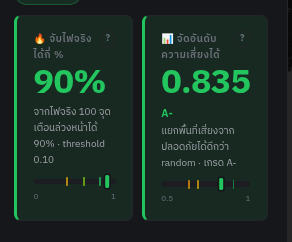 🔥 จับไฟจริง ?
ได้กี่ %
90%
จากไฟจริง 100 จุด
เตือนล่วงหน้าได้
90% · threshold
0.10
0 1
📊 จัดอันดับ ?
ความเสี่ยงได้
0.835
A-
แยกพื้นที่เสี่ยงจาก
ปลอดภัยได้ดีกว่า
random · เกรด A-
0.5 1